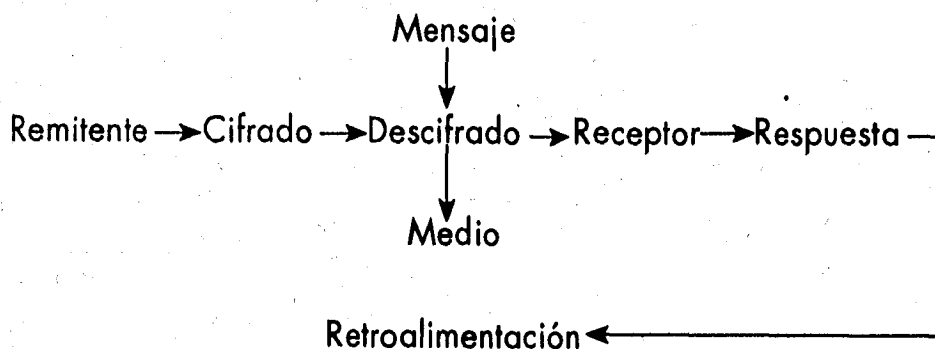 Mensaje
Remitente → Cifrado → Descifrado → Receptor → Respuesta
Medio
Retroalimentación